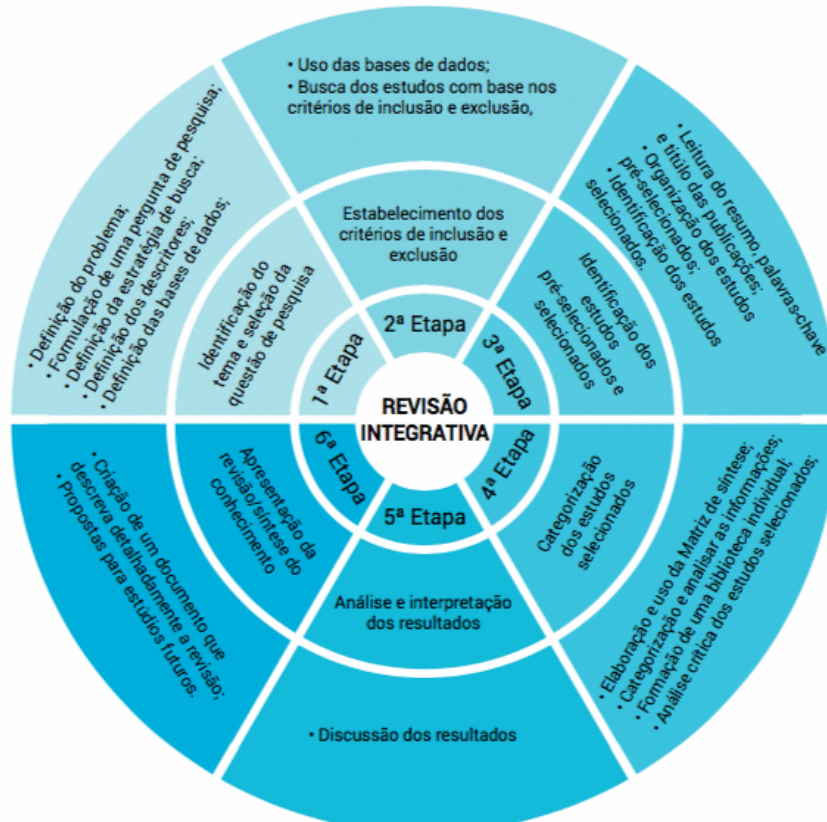 REVISÃO
INTEGRATIVA
1ª Etapa
Identificação do
tema e seleção da
questão de pesquisa
• Definição do problema;
• Formulação de uma pergunta de pesquisa;
• Definição da estratégia de busca;
• Definição dos descritores;
• Definição das bases de dados;
2ª Etapa
Estabelecimento dos
critérios de inclusão e
exclusão
• Uso das bases de dados;
• Busca dos estudos com base nos
critérios de inclusão e exclusão,
3ª Etapa
Identificação dos
estudos
pré-selecionados e
selecionados
• Leitura do resumo, palavras-chave
e título das publicações;
• Organização dos estudos
pré-selecionados;
• Identificação dos estudos
selecionados.
4ª Etapa
Categorização
dos estudos
selecionados
• Elaboração e uso da Matriz de síntese;
• Categorização e analisar as informações;
• Formação de uma biblioteca individual;
• Análise crítica dos estudos selecionados;
5ª Etapa
Análise e interpretação
dos resultados
• Discussão dos resultados
6ª Etapa
Apresentação da
revisão/síntese do
conhecimento
• Criação de um documento que
descreva detalhadamente a revisão;
• Propostas para estúdios futuros.